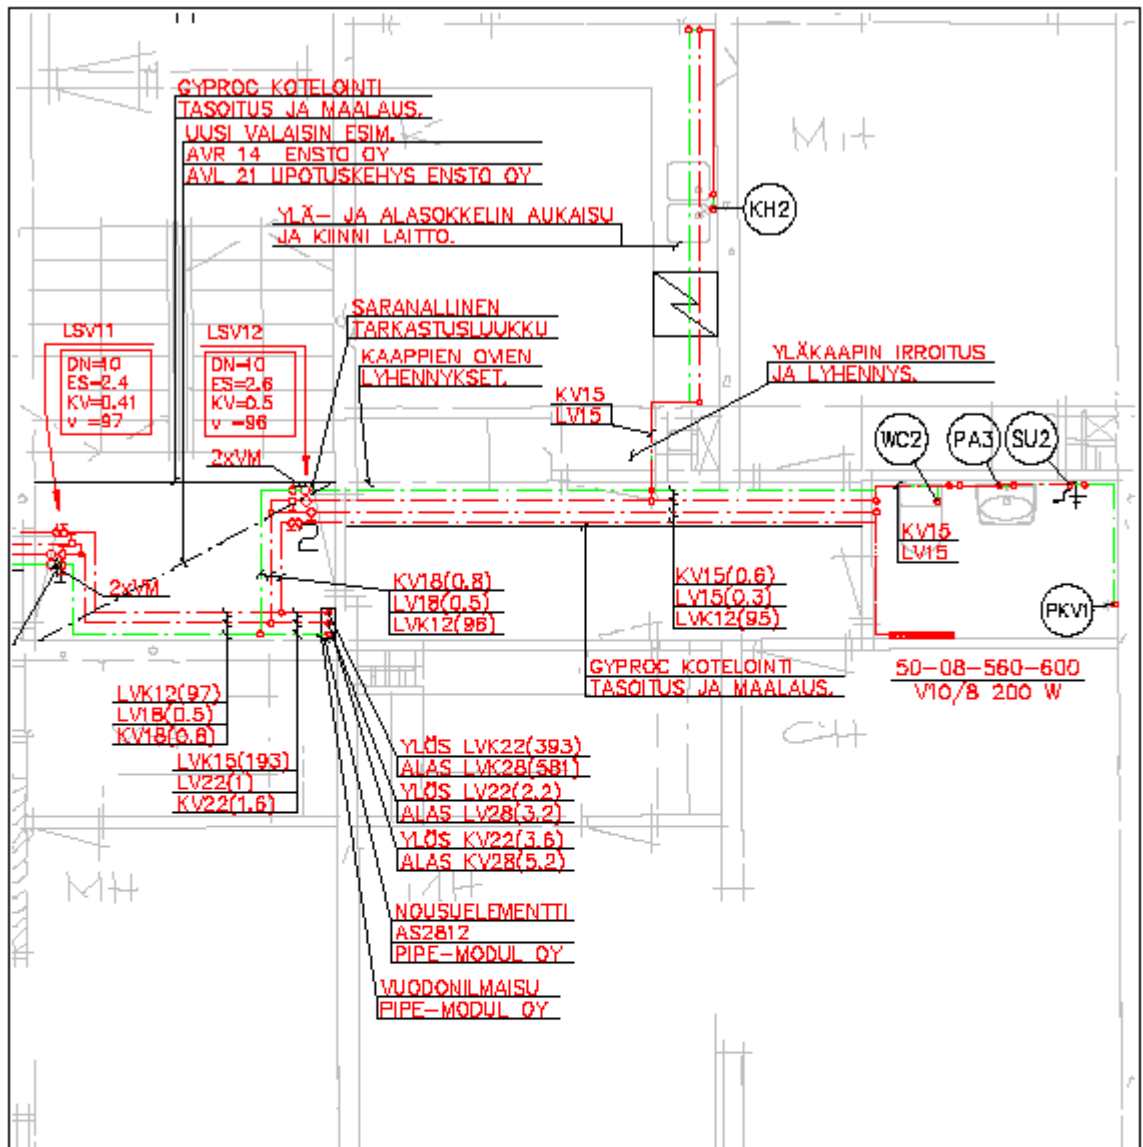 GYPROC KOTELOINTI
TASOITUS JA MAALAUS.
UUSI VALAISIN ESIM.
AVR 14 ENSTO OY
AVL 21 UPOTUSKEHYS ENSTO OY
K
MH
KH2
YLÄ- JA ALASOKKELIN AUKAISU
JA KIINNI LAITTO.
LSV11
DN=10
ES=2.4
KV=0.41
v =97
LSV12
DN=10
ES=2.6
KV=0.5
v =96
SARANALLINEN
TARKASTUSLUUKKU
KAAPPIEN OVIEN
LYHENNYKSET.
YLÄKAAPIN IRROITUS
JA LYHENNYS.
KV15
LV15
WC2
PA3
SU2
2xVM
2
KV15
LV15
2xVM
KV18(0.8)
LV18(0.5)
LVK12(96)
KV15(0.6)
LV15(0.3)
LVK12(95)
PKV1
GYPROC KOTELOINTI
TASOITUS JA MAALAUS.
50-08-560-600
V10/8 200 W
LVK12(97)
LV18(0.5)
KV18(0.8)
LVK15(193)
LV22(1)
KV22(1.6)
YLÖS LVK22(393)
ALAS LVK28(581)
YLÖS LV22(2.2)
ALAS LV28(3.2)
YLÖS KV22(3.6)
ALAS KV28(5.2)
CH
MH
MH
NOUSUELEMENTTI
AS2812
PIPE-MODUL OY
VUODONILMAISU
PIPE-MODUL OY